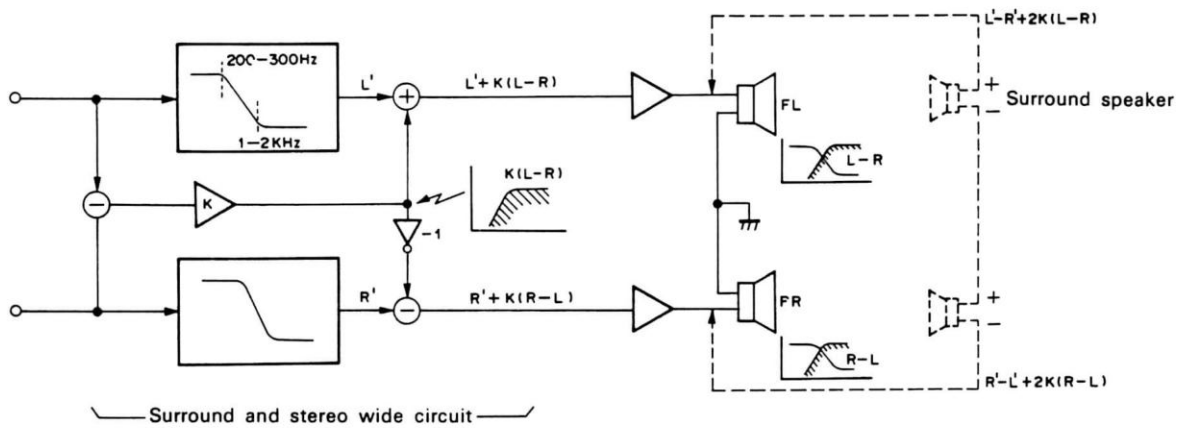 L'-R'+2K(L-R)
200-300Hz
L'
+
L'+K(L-R)
1-2KHz
FL
+
-
Surround speaker
L-R
K(L-R)
-
K
-1
R'
-
R'+K(R-L)
FR
+
-
R-L
R'-L'+2K(R-L)
Surround and stereo wide circuit